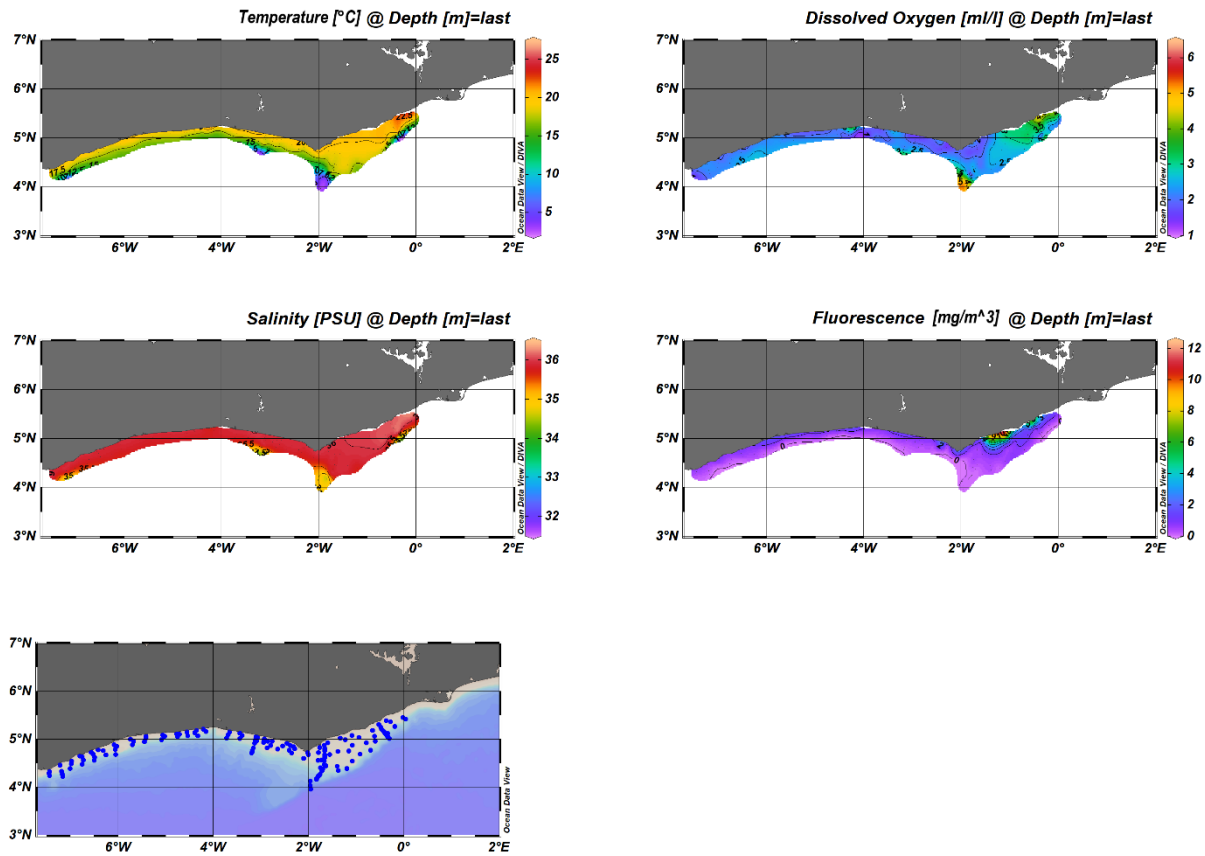 Temperature [°C] @ Depth [m]=last
7°N
6°N
5°N
4°N
3°N
6°W
4°W
2°W
0°
2°E
25
20
15
10
5
Ocean Data View / DIVA
Dissolved Oxygen [ml/l] @ Depth [m]=last
7°N
6°N
5°N
4°N
3°N
6°W
4°W
2°W
0°
2°E
6
5
4
3
2
1
Ocean Data View / DIVA
Salinity [PSU] @ Depth [m]=last
7°N
6°N
5°N
4°N
3°N
6°W
4°W
2°W
0°
2°E
36
35
34
33
32
Ocean Data View / DIVA
Fluorescence [mg/m^3] @ Depth [m]=last
7°N
6°N
5°N
4°N
3°N
6°W
4°W
2°W
0°
2°E
12
10
8
6
4
2
0
Ocean Data View / DIVA
7°N
6°N
5°N
4°N
3°N
6°W
4°W
2°W
0°
2°E
Ocean Data View